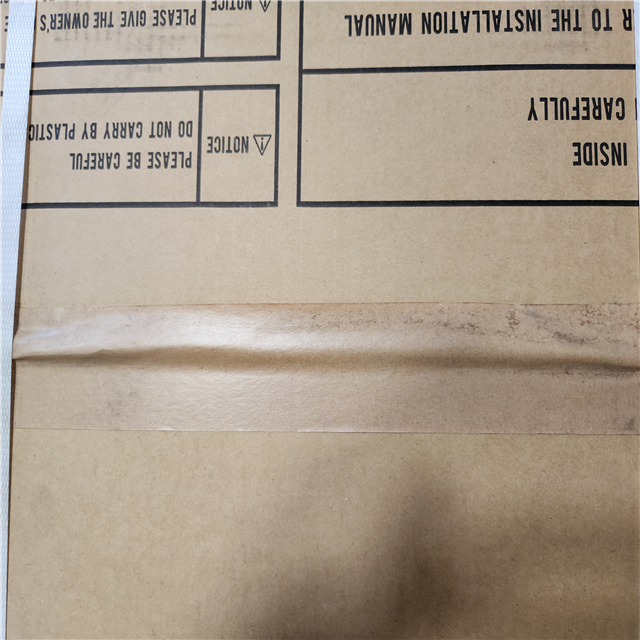 INSIDE
CAREFULLY
R TO THE INSTALLATION MANUAL
NOTICE
PLEASE BE CAREFUL
DO NOT CARRY BY PLASTIC
NOTICE
PLEASE GIVE THE OWNER'S